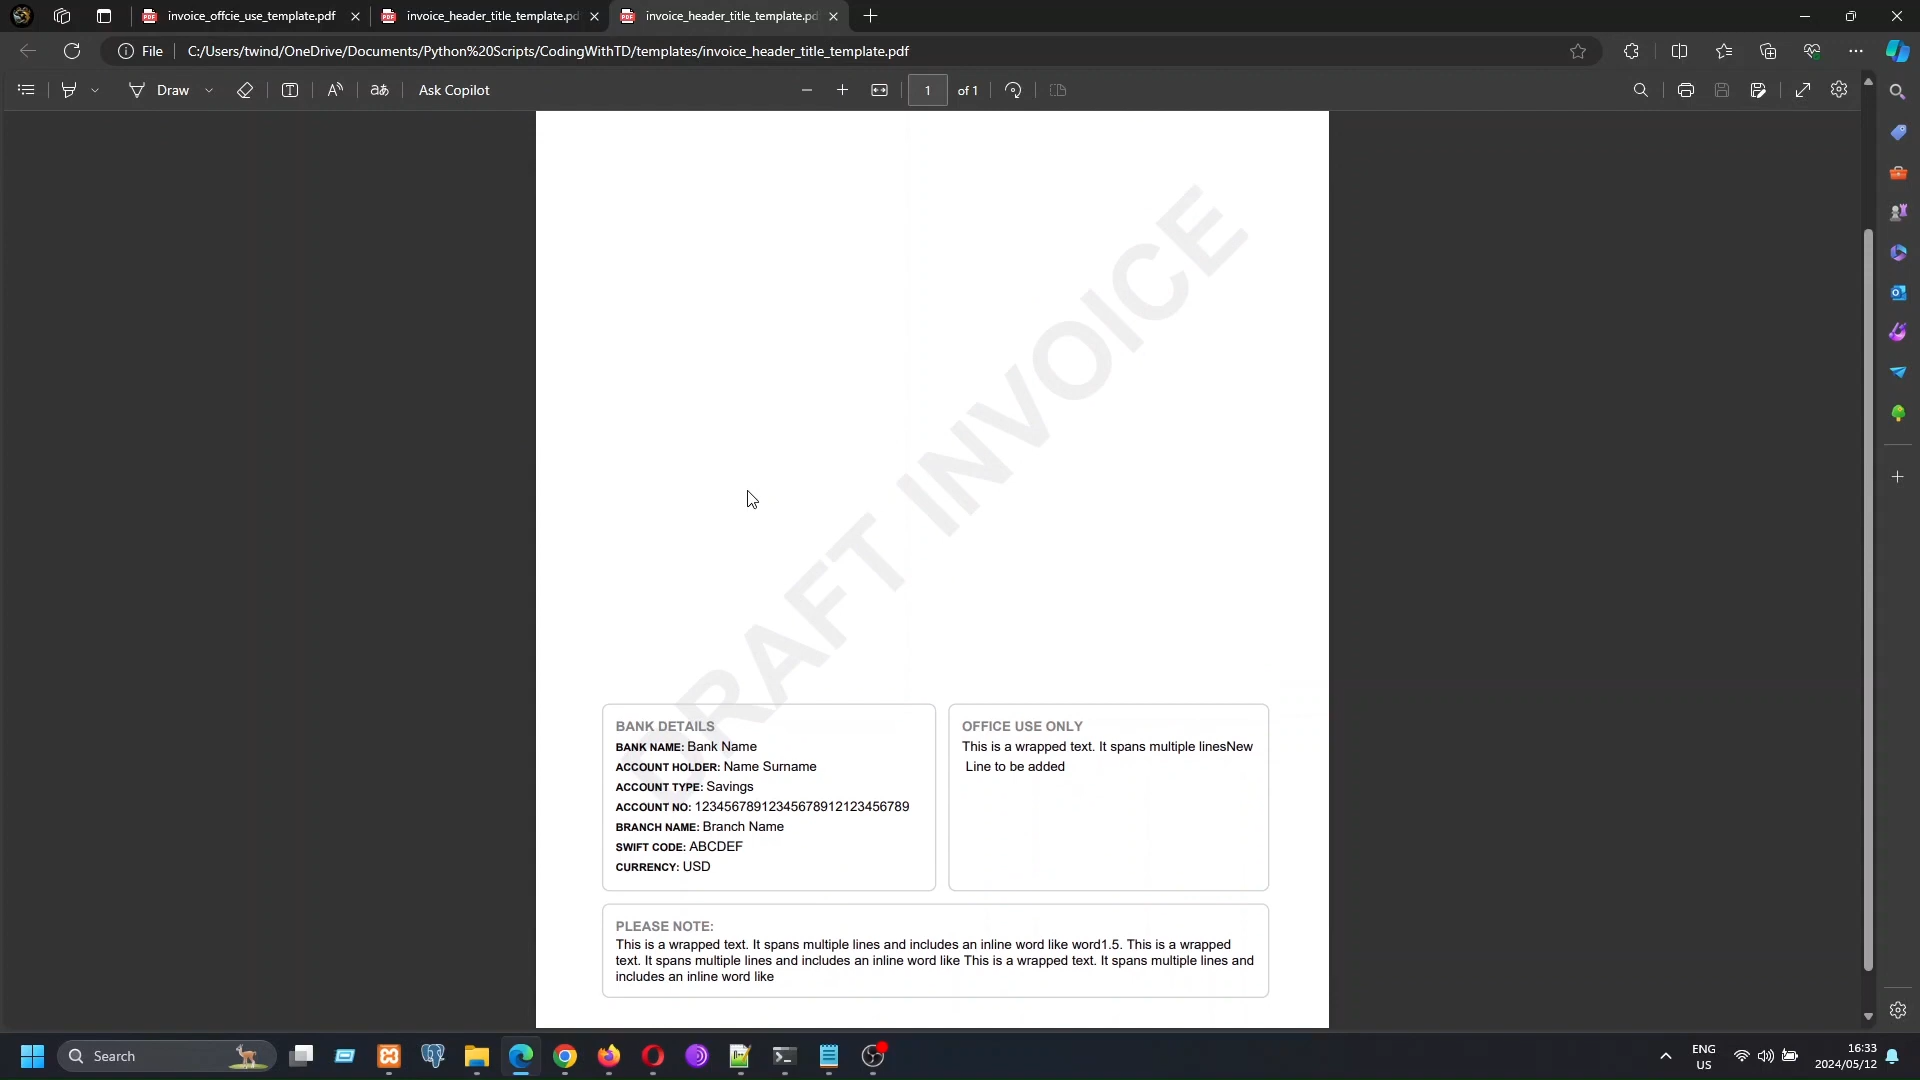 invoice_offcie_use_template.pdf
invoice_header_title_template.pd
invoice_header_title_template.pd
File
C:/Users/twind/OneDrive/Documents/Python%20Scripts/CodingWithTD/templates/invoice_header_title_template.pdf
Draw
aあ
Ask Copilot
1
of 1
DRAFT INVOICE
BANK DETAILS
BANK NAME: Bank Name
ACCOUNT HOLDER: Name Surname
ACCOUNT TYPE: Savings
ACCOUNT NO: 12345678912345678912123456789
BRANCH NAME: Branch Name
SWIFT CODE: ABCDEF
CURRENCY: USD
OFFICE USE ONLY
This is a wrapped text. It spans multiple linesNew
Line to be added
PLEASE NOTE:
This is a wrapped text. It spans multiple lines and includes an inline word like word1.5. This is a wrapped
text. It spans multiple lines and includes an inline word like This is a wrapped text. It spans multiple lines and
includes an inline word like
Search
ENG
US
16:33
2024/05/12